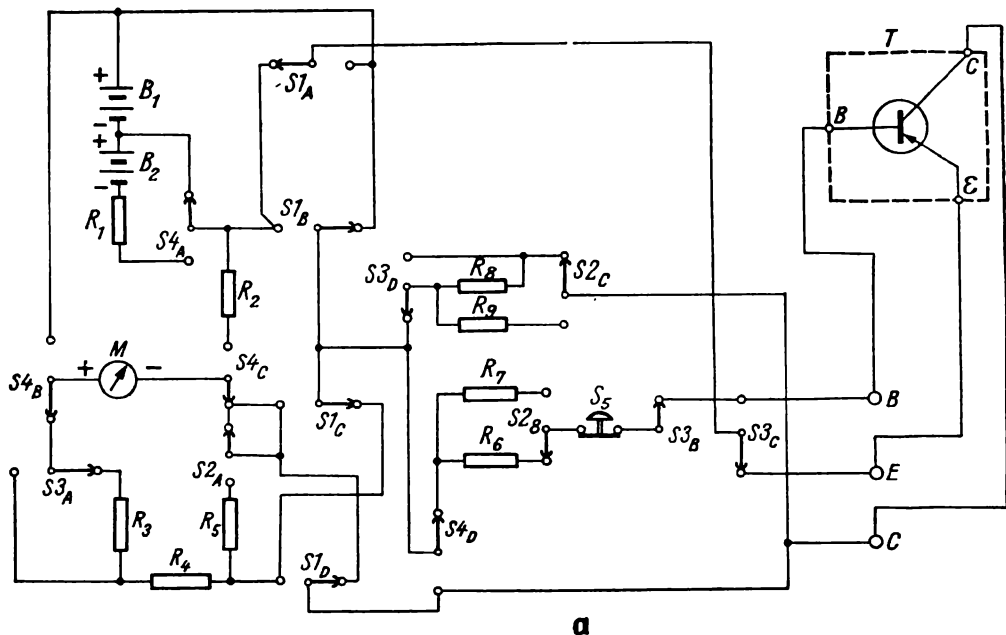 T
C
B
ε
+
B₁
−
+
B₂
−
R₁
S4A
S1A
S1B
R₂
S3D
R₈
R₉
S2C
M
+
−
S4B
S4C
S1C
R₇
S2B
S₅
R₆
S3B
S3C
B
E
C
S3A
R₃
S2A
R₅
R₄
S4D
S1D
a